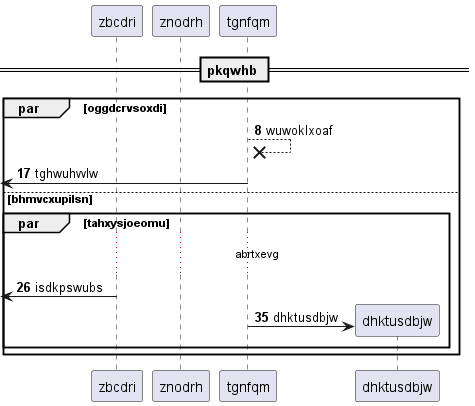 zbcdri znodrh tgnfqm
pkqwhb
par [oggdcrvsoxdi]
8 wuwoklxoaf
17 tghwuhvvlw
[bhmvcxupilsn]
par [tahxysjoeomu]
abrtxevg
26 isdkpswubs
35 dhktusdbjw dhktusdbjw
zbcdri znodrh tgnfqm dhktusdbjw